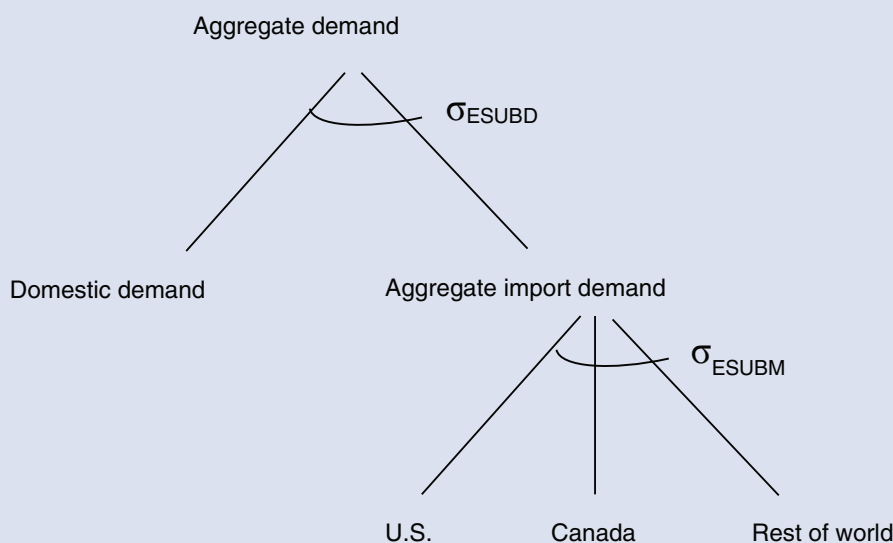 Aggregate demand
σESUBD
Domestic demand
Aggregate import demand
σESUBM
U.S.
Canada
Rest of world